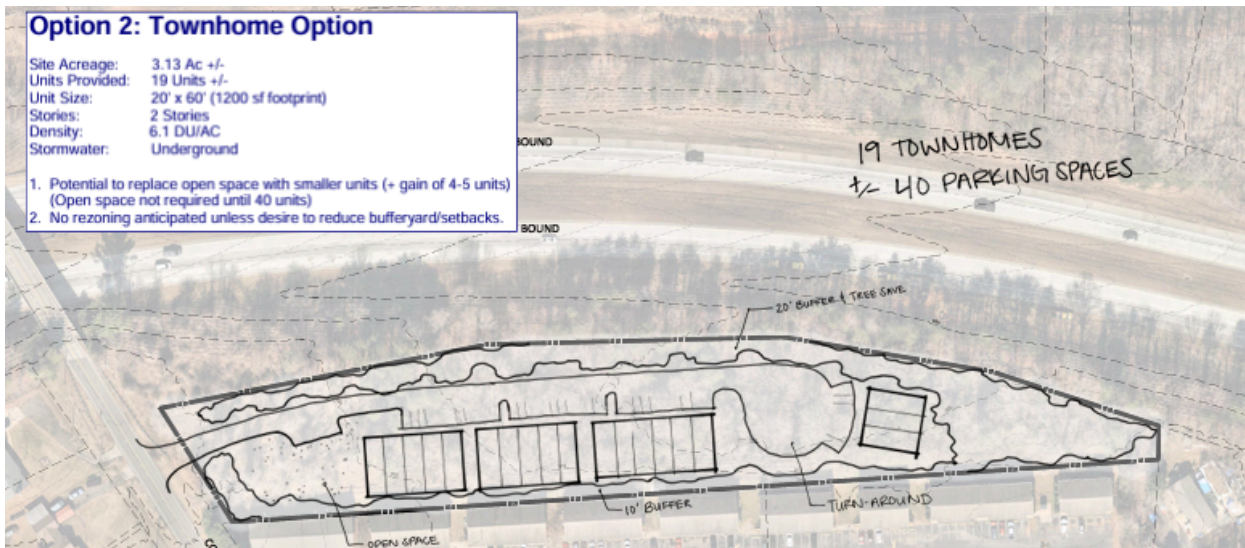 Option 2: Townhome Option
Site Acreage: 3.13 Ac +/-
Units Provided: 19 Units +/-
Unit Size: 20' x 60' (1200 sf footprint)
Stories: 2 Stories
Density: 6.1 DU/AC
Stormwater: Underground
1. Potential to replace open space with smaller units (+ gain of 4-5 units)
(Open space not required until 40 units)
2. No rezoning anticipated unless desire to reduce bufferyard/setbacks.
BOUND
19 TOWNHOMES
+/- 40 PARKING SPACES
BOUND
20' BUFFER & TREE SAVE
10' BUFFER
TURN-AROUND
OPEN SPACE